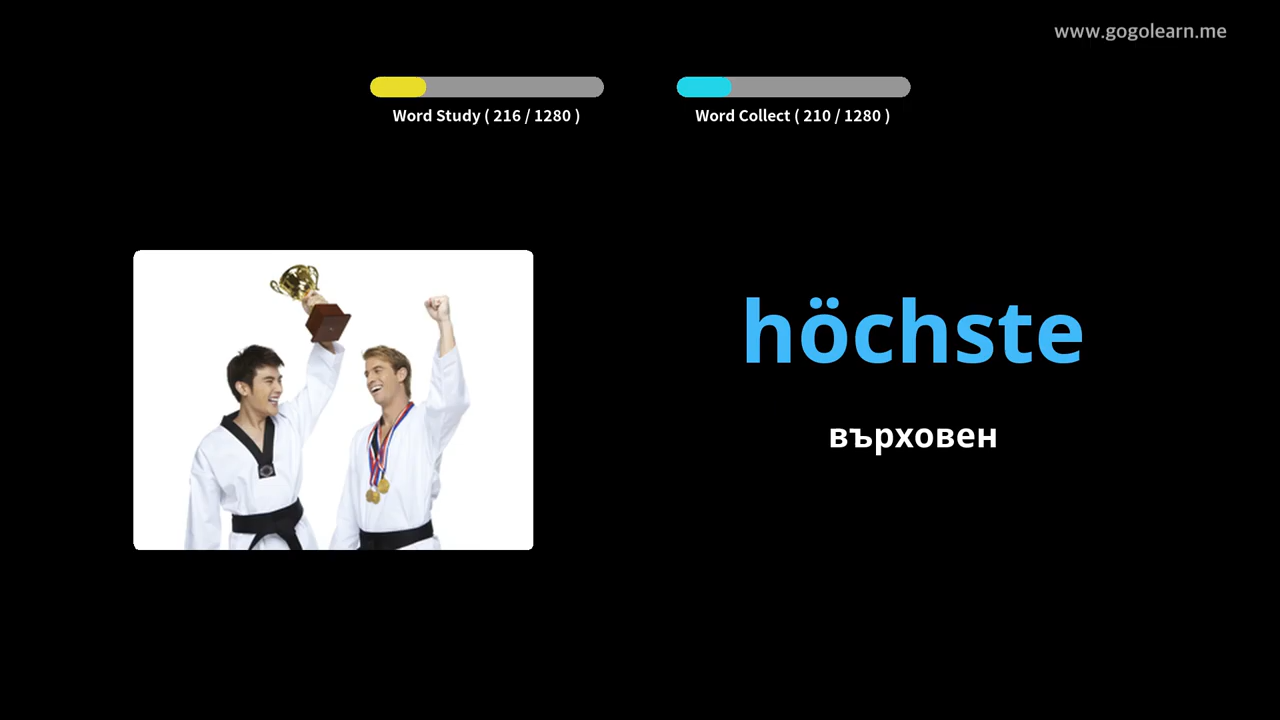 www.gogolearn.me
Word Study ( 216 / 1280 )
Word Collect ( 210 / 1280 )
höchste
върховен